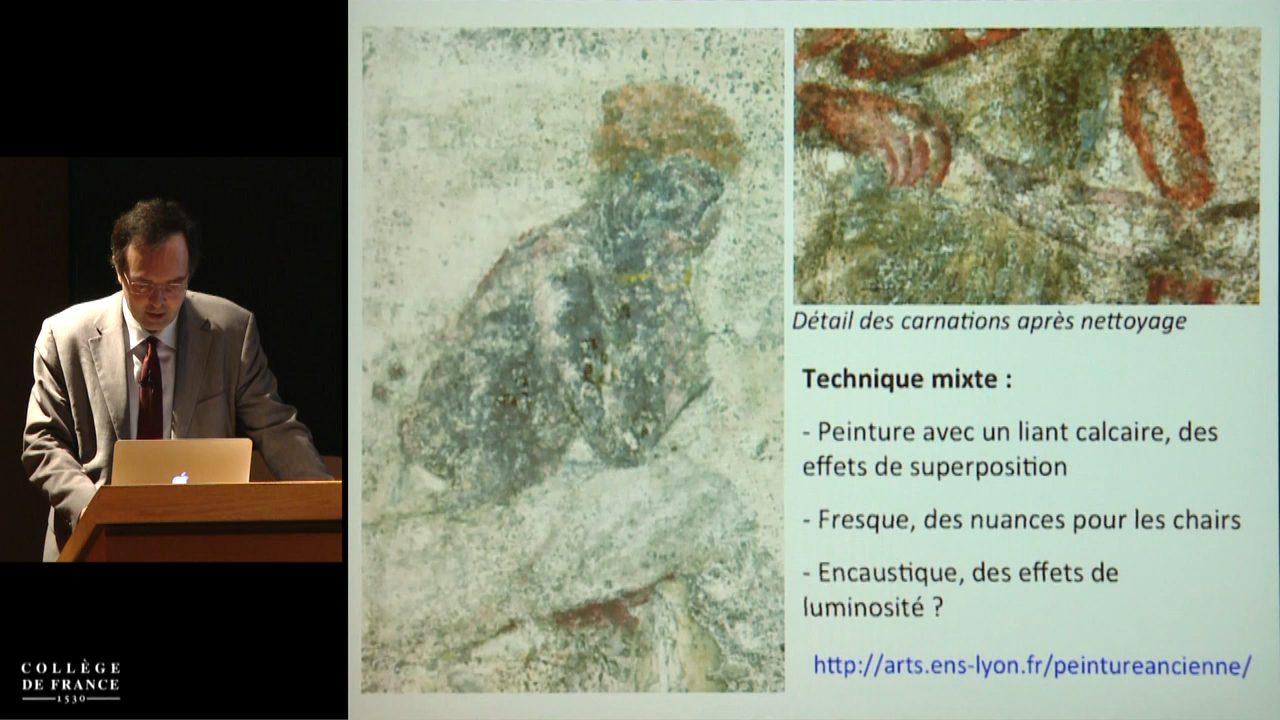 Détail des carnations après nettoyage
Technique mixte :
- Peinture avec un liant calcaire, des
effets de superposition
- Fresque, des nuances pour les chairs
- Encaustique, des effets de
luminosité ?
http://arts.ens-lyon.fr/peintureancienne/
COLLÈGE
DE FRANCE
1530